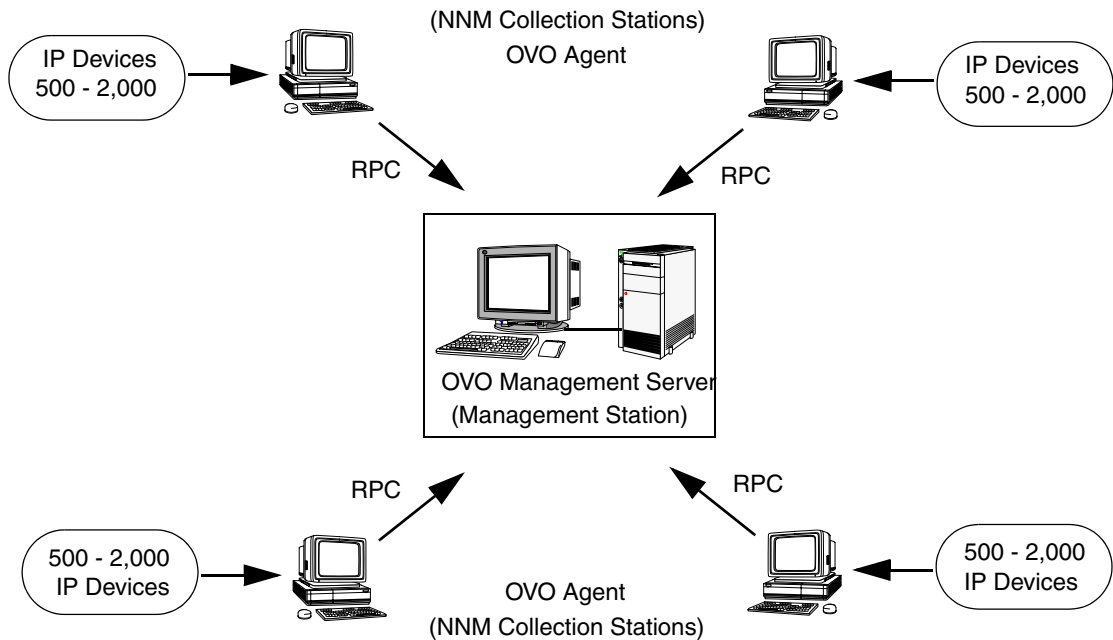 (NNM Collection Stations)
OVO Agent
IP Devices
500 - 2,000
IP Devices
500 - 2,000
RPC
RPC
OVO Management Server
(Management Station)
RPC
RPC
500 - 2,000
IP Devices
500 - 2,000
IP Devices
OVO Agent
(NNM Collection Stations)